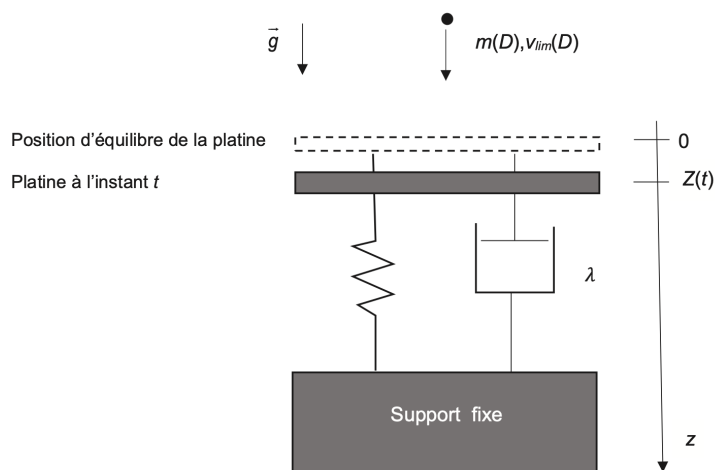 g⃗
m(D),vlim(D)
Position d’équilibre de la platine
0
Platine à l’instant t
Z(t)
λ
Support fixe
z